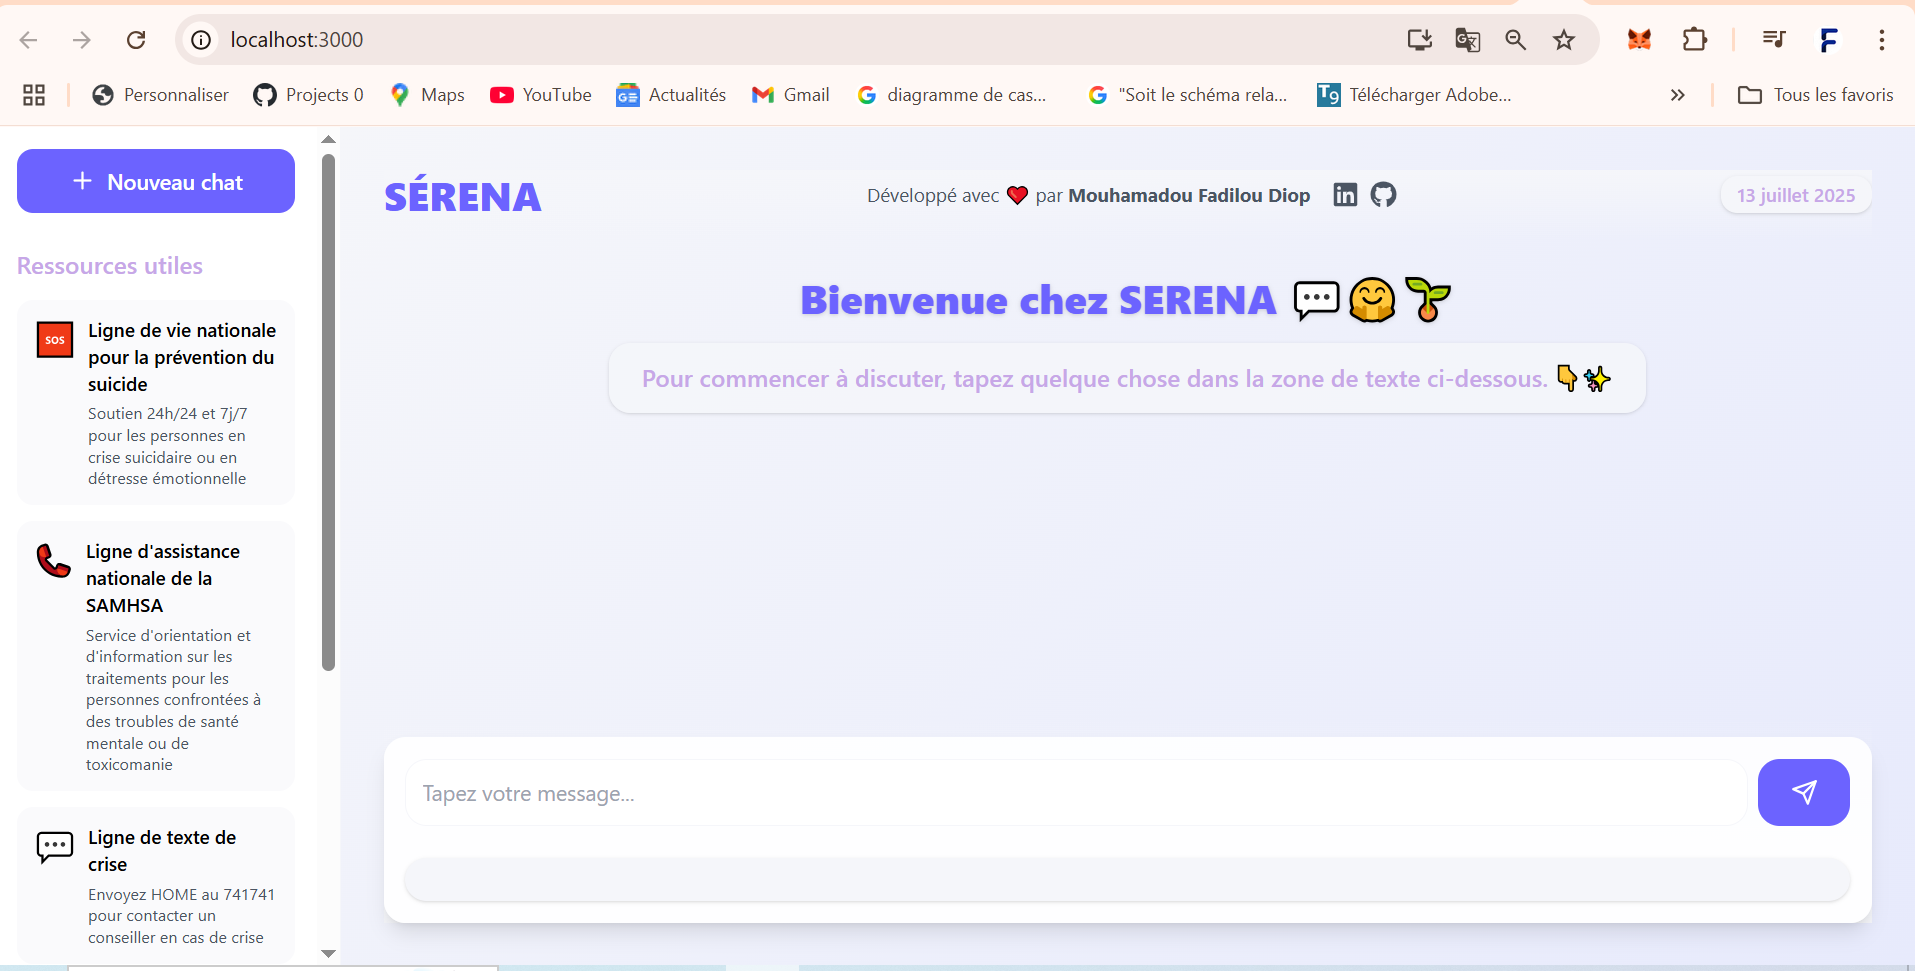 localhost:3000
Personnaliser
Projects 0
Maps
YouTube
Actualités
Gmail
diagramme de cas...
"Soit le schéma rela...
Télécharger Adobe...
Tous les favoris
+ Nouveau chat
Ressources utiles
SOS
Ligne de vie nationale
pour la prévention du
suicide
Soutien 24h/24 et 7j/7
pour les personnes en
crise suicidaire ou en
détresse émotionnelle
Ligne d'assistance
nationale de la
SAMHSA
Service d'orientation et
d'information sur les
traitements pour les
personnes confrontées à
des troubles de santé
mentale ou de
toxicomanie
Ligne de texte de
crise
Envoyez HOME au 741741
pour contacter un
conseiller en cas de crise
SÉRENA
Développé avec ❤️ par Mouhamadou Fadilou Diop
13 juillet 2025
Bienvenue chez SERENA 💬🤗🌱
Pour commencer à discuter, tapez quelque chose dans la zone de texte ci-dessous. 👇✨
Tapez votre message...